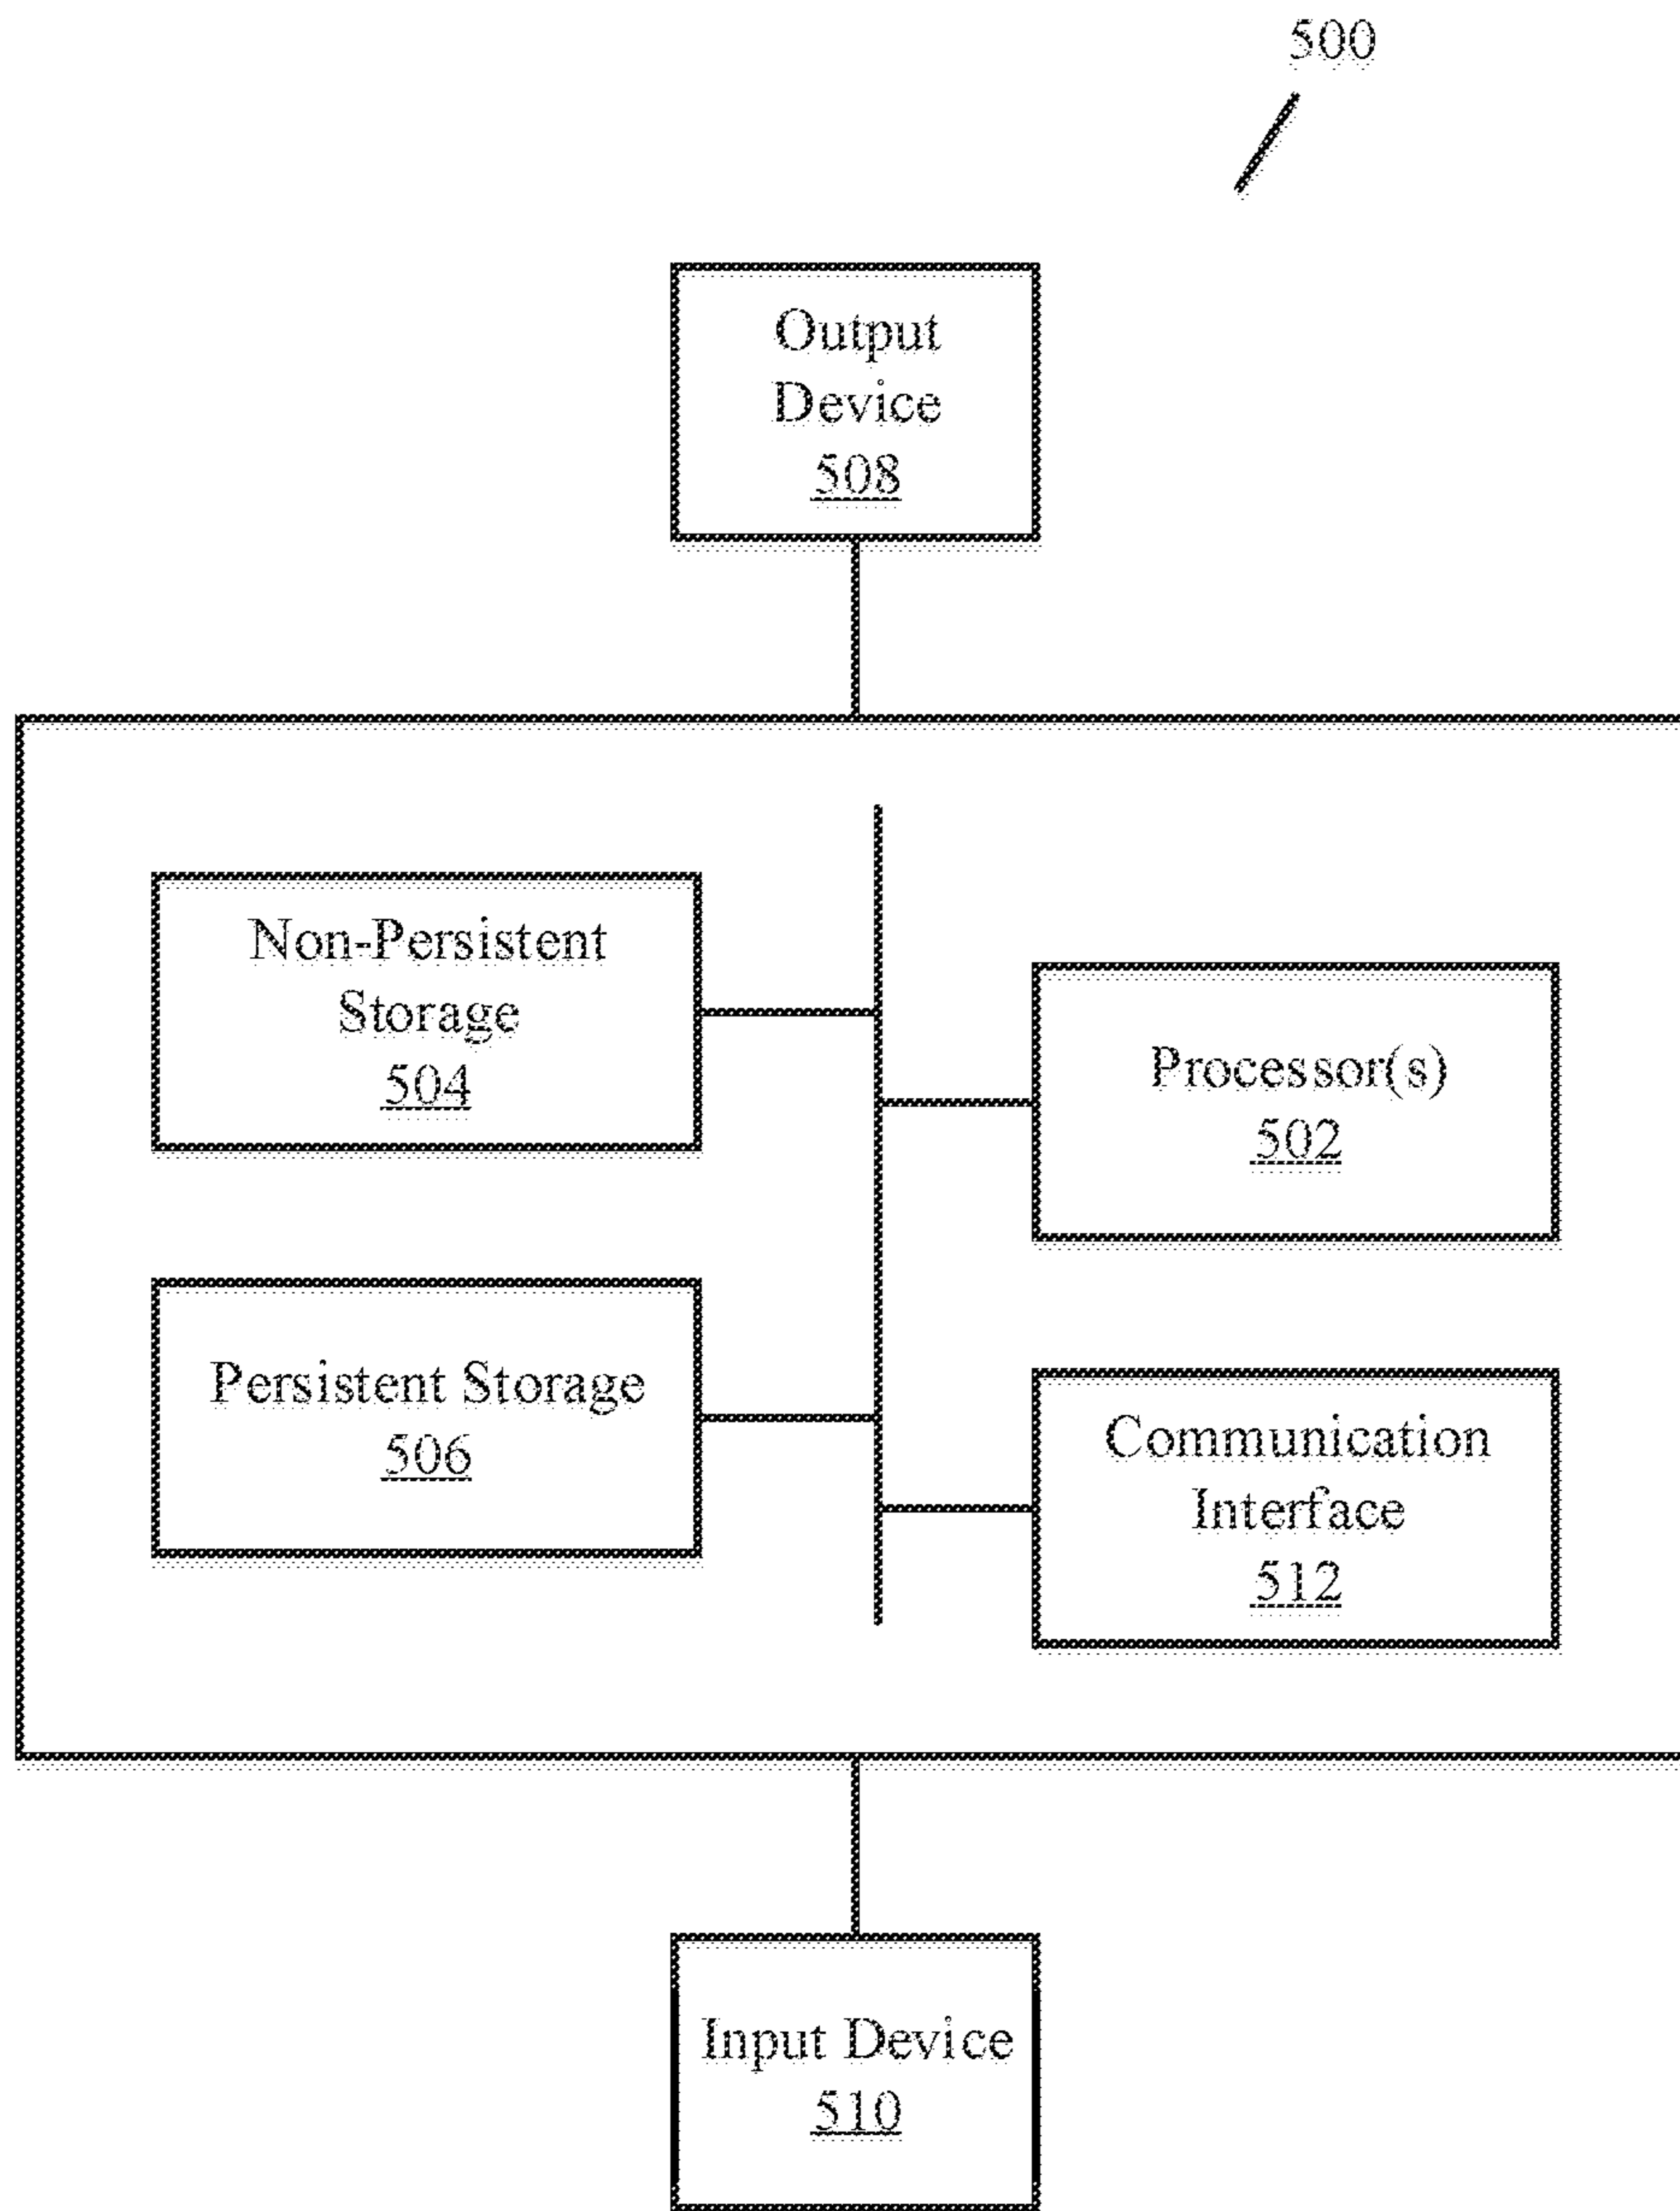 500
Output
Device
508
Non-Persistent
Storage
504
Processor(s)
502
Persistent Storage
506
Communication
Interface
512
Input Device
510